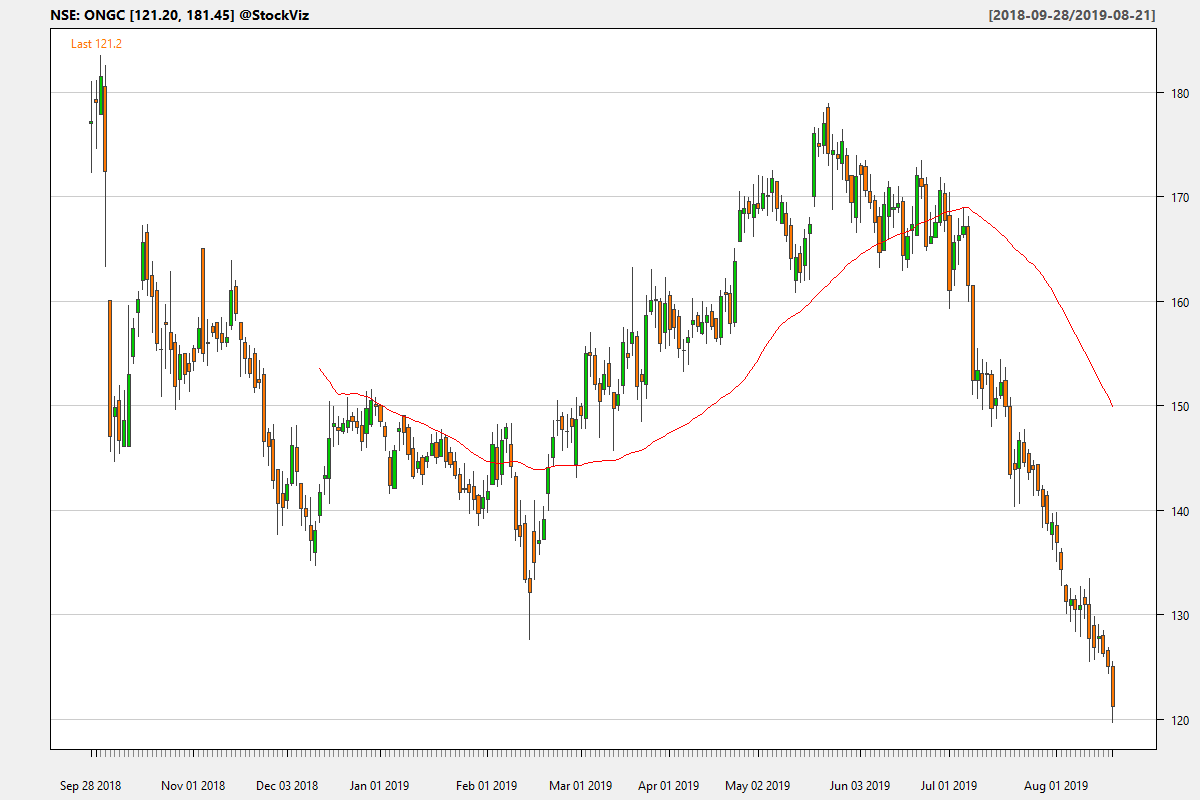 NSE: ONGC [121.20, 181.45] @StockViz
[2018-09-28/2019-08-21]
Last 121.2
180
170
160
150
140
130
120
Sep 28 2018
Nov 01 2018
Dec 03 2018
Jan 01 2019
Feb 01 2019
Mar 01 2019
Apr 01 2019
May 02 2019
Jun 03 2019
Jul 01 2019
Aug 01 2019